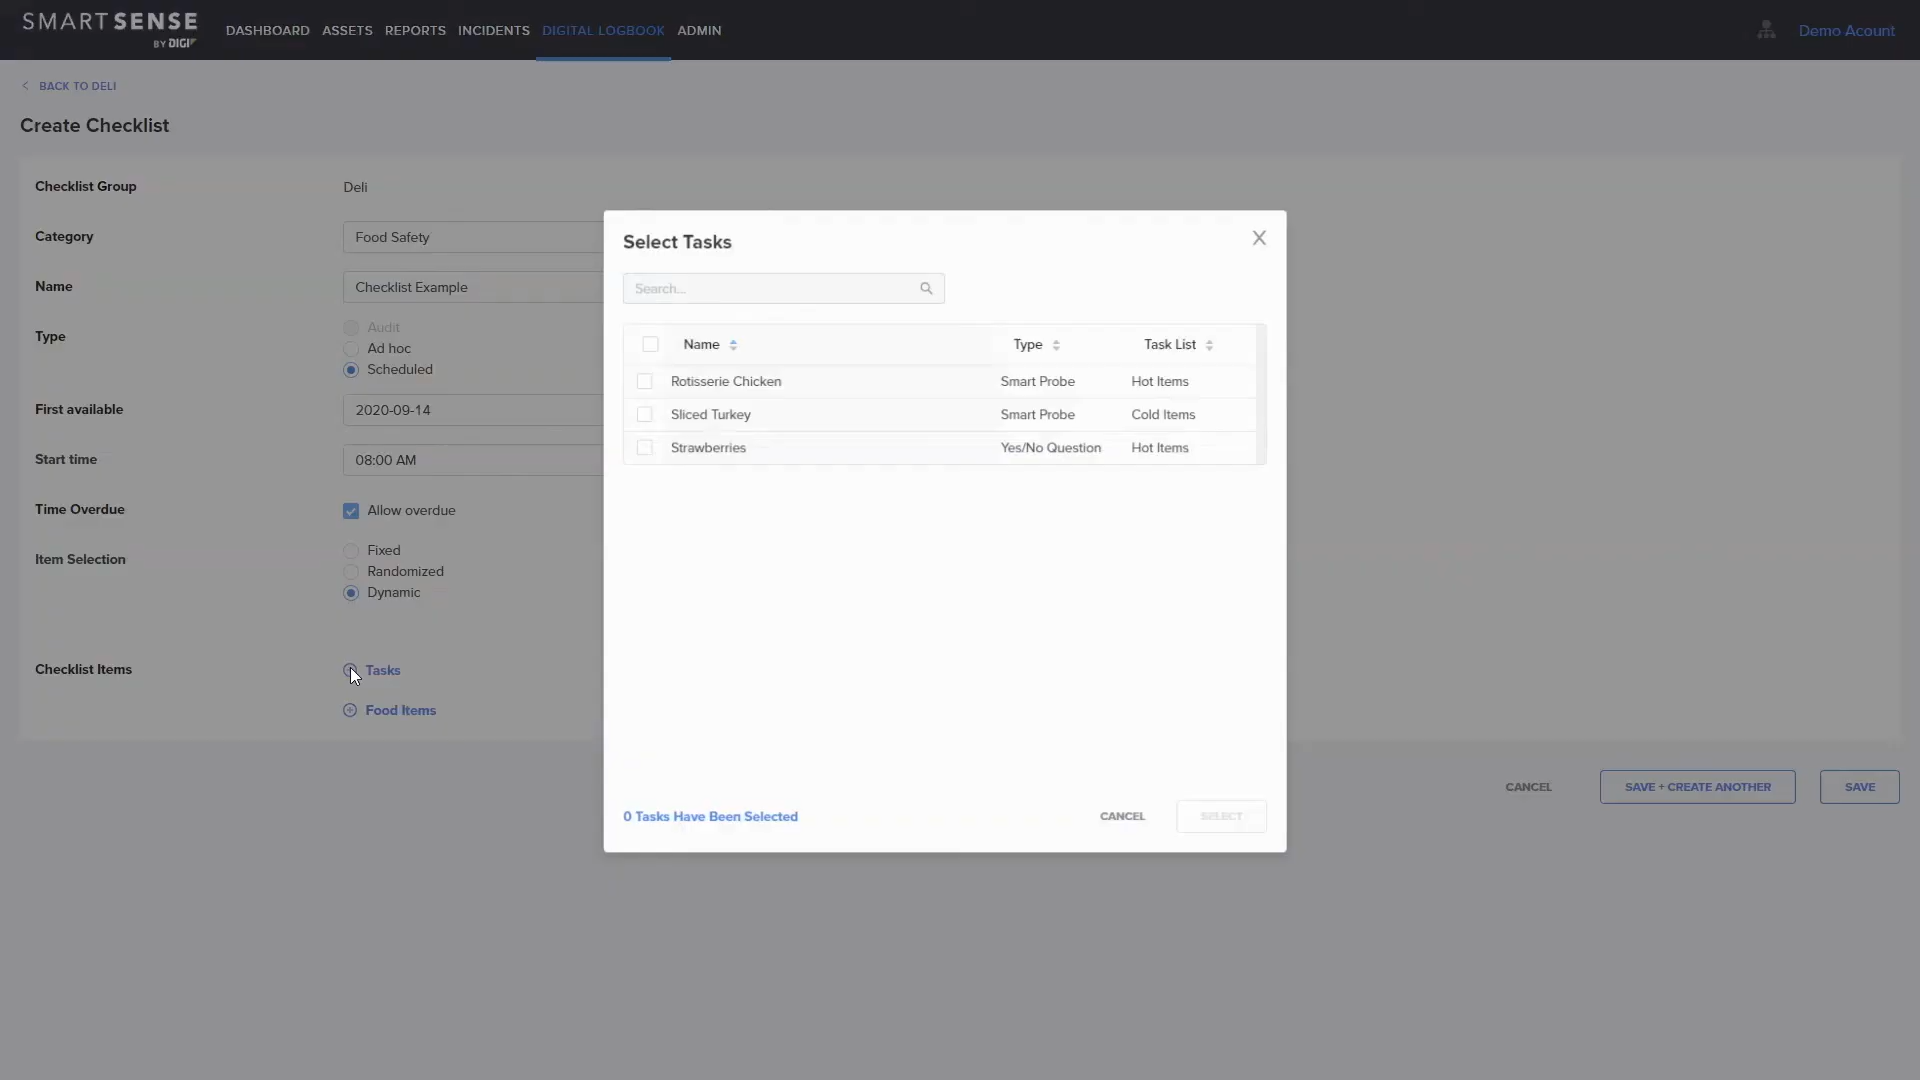 SMARTSENSE
BY DIGI
DASHBOARD ASSETS REPORTS INCIDENTS DIGITAL LOGBOOK ADMIN
Demo Acount
BACK TO DELI
Create Checklist
Checklist Group
Deli
Category
Food Safety
Name
Checklist Example
Type
Audit
Ad hoc
Scheduled
First available
2020-09-14
Start time
08:00 AM
Time Overdue
Allow overdue
Item Selection
Fixed
Randomized
Dynamic
Checklist Items
Tasks
Food Items
Select Tasks
X
Search...
Name Type Task List
Rotisserie Chicken Smart Probe Hot Items
Sliced Turkey Smart Probe Cold Items
Strawberries Yes/No Question Hot Items
0 Tasks Have Been Selected
CANCEL
SELECT
CANCEL
SAVE + CREATE ANOTHER
SAVE